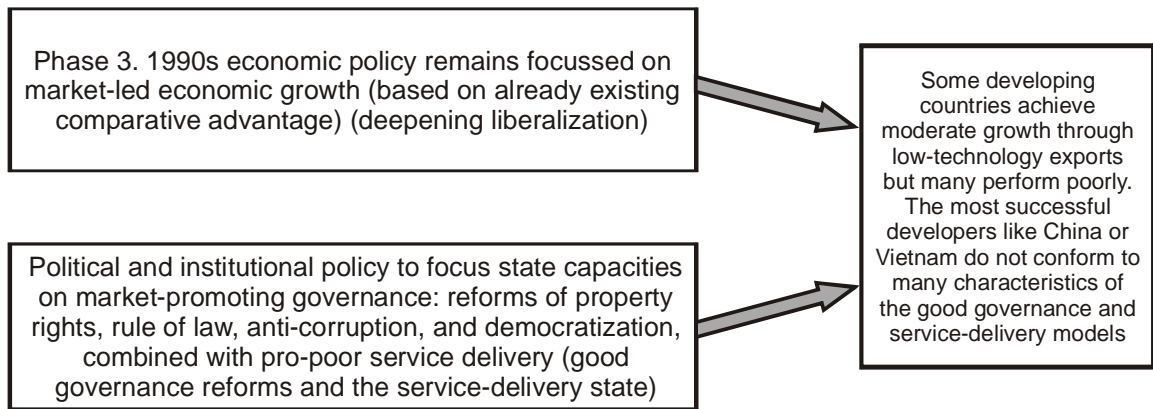 Phase 3. 1990s economic policy remains focussed on
market-led economic growth (based on already existing
comparative advantage) (deepening liberalization)
Political and institutional policy to focus state capacities
on market-promoting governance: reforms of property
rights, rule of law, anti-corruption, and democratization,
combined with pro-poor service delivery (good
governance reforms and the service-delivery state)
Some developing
countries achieve
moderate growth through
low-technology exports
but many perform poorly.
The most successful
developers like China or
Vietnam do not conform to
many characteristics of
the good governance and
service-delivery models